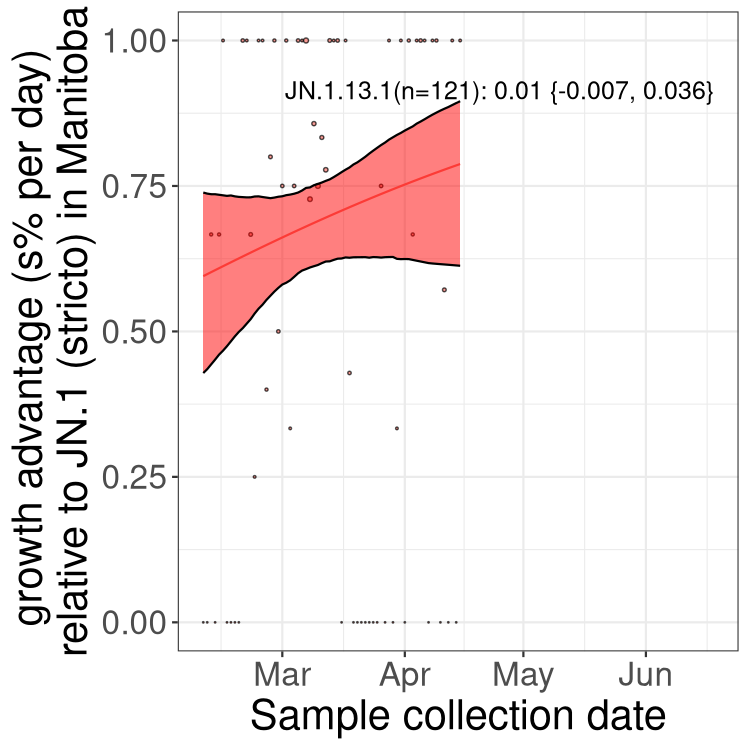 growth advantage (s% per day)
relative to JN.1 (stricto) in Manitoba
1.00
0.75
0.50
0.25
0.00
JN.1.13.1(n=121): 0.01 {-0.007, 0.036}
Mar Apr May Jun
Sample collection date